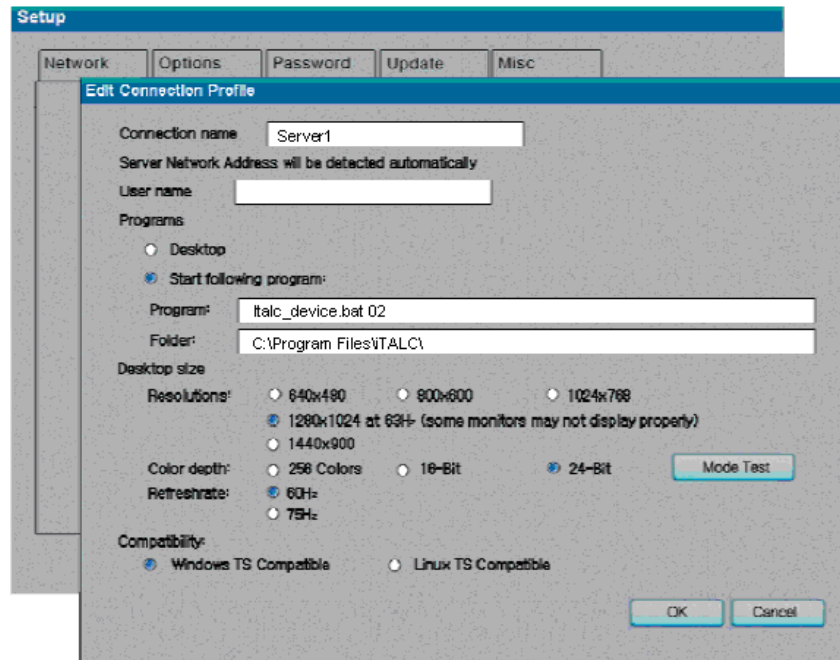 Setup
Network Options Password Update Misc
Edit Connection Profile
Connection name Server1
Server Network Address will be detected automatically
User name
Programs
Desktop
Start following program:
Program: Italc_device.bat 02
Folder: C:\Program Files\iTALC\
Desktop size
Resolutions: 640x480 800x600 1024x768
1280x1024 at 63Hz (some monitors may not display properly)
1440x900
Color depth: 256 Colors 16-Bit 24-Bit Mode Test
Refreshrate: 60Hz
75Hz
Compatibility:
Windows TS Compatible Linux TS Compatible
OK Cancel